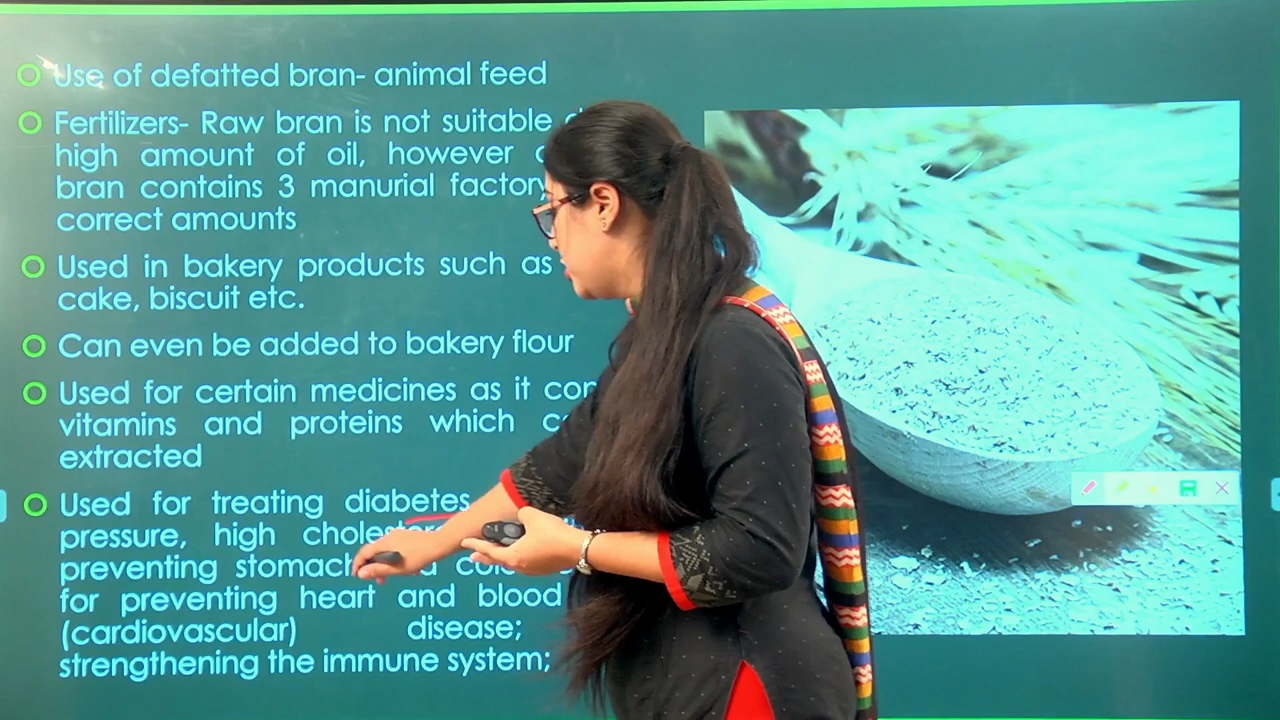 Use of defatted bran- animal feed
Fertilizers- Raw bran is not suitable
high amount of oil, however
bran contains 3 manurial factory
correct amounts
Used in bakery products such as
cake, biscuit etc.
Can even be added to bakery flour
Used for certain medicines as it
vitamins and proteins which
extracted
Used for treating diabetes
pressure, high
preventing
for preventing heart and blood
(cardiovascular) disease;
strengthening the immune system;